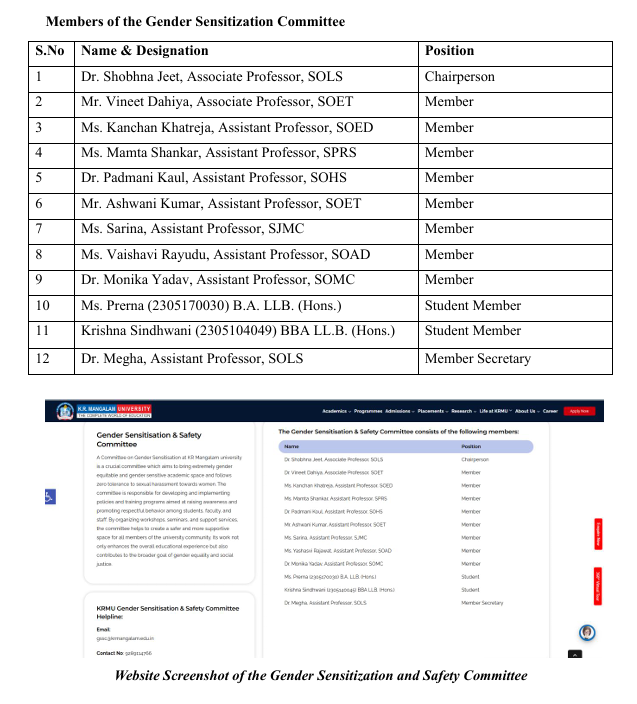 Members of the Gender Sensitization Committee
S.No Name & Designation Position
1 Dr. Shobhna Jeet, Associate Professor, SOLS Chairperson
2 Mr. Vineet Dahiya, Associate Professor, SOET Member
3 Ms. Kanchan Khatreja, Assistant Professor, SOED Member
4 Ms. Mamta Shankar, Assistant Professor, SPRS Member
5 Dr. Padmani Kaul, Assistant Professor, SOHS Member
6 Mr. Ashwani Kumar, Assistant Professor, SOET Member
7 Ms. Sarina, Assistant Professor, SJMC Member
8 Ms. Vaishavi Rayudu, Assistant Professor, SOAD Member
9 Dr. Monika Yadav, Assistant Professor, SOMC Member
10 Ms. Prerna (2305170030) B.A. LLB. (Hons.) Student Member
11 Krishna Sindhwani (2305104049) BBA LL.B. (Hons.) Student Member
12 Dr. Megha, Assistant Professor, SOLS Member Secretary
K.R. MANGALAM UNIVERSITY
THE COMPLETE WORLD OF EDUCATION
Academics Programmes Admissions Placements Research Life at KRMU About Us Career Apply Now
Gender Sensitisation & Safety
Committee
A Committee on Gender Sensitisation at KR Mangalam university
is a crucial committee which aims to bring extremely gender
equitable and gender sensitive academic space and follows
zero tolerance to sexual harassment towards women. The
committee is responsible for developing and implementing
policies and training programs aimed at raising awareness and
promoting respectful behavior among students, faculty, and
staff. By organizing workshops, seminars, and support services,
the committee helps to create a safer and more supportive
space for all members of the university community. Its work not
only enhances the overall educational experience but also
contributes to the broader goal of gender equality and social
justice.
KRMU Gender Sensitisation & Safety Committee
Helpline:
Email:
Contact No:
The Gender Sensitisation & Safety Committee consists of the following members:
Name Position
Dr. Shobhna Jeet, Associate Professor, SOLS Chairperson
Dr. Vineet Dahiya, Associate Professor, SOET Member
Ms. Kanchan Khatreja, Assistant Professor, SOED Member
Ms. Mamta Shankar, Assistant Professor, SPRS Member
Dr Padmani Kaul, Assistant Professor, SOHS Member
Mr. Ashwani Kumar, Assistant Professor, SOET Member
Ms. Sarina, Assistant Professor, SJMC Member
Ms. Yashasvi Rajawat, Assistant Professor, SOAD Member
Dr. Monika Yadav, Assistant Professor, SOMC Member
Ms. Prerna (2305170030) B.A. LLB. (Hons.) Student
Krishna Sindhwani BBA LLB. (Hons.) Student
Dr. Megha, Assistant Professor, SOLS Member Secretary
Enquire Now
360° Virtual Tour
Website Screenshot of the Gender Sensitization and Safety Committee